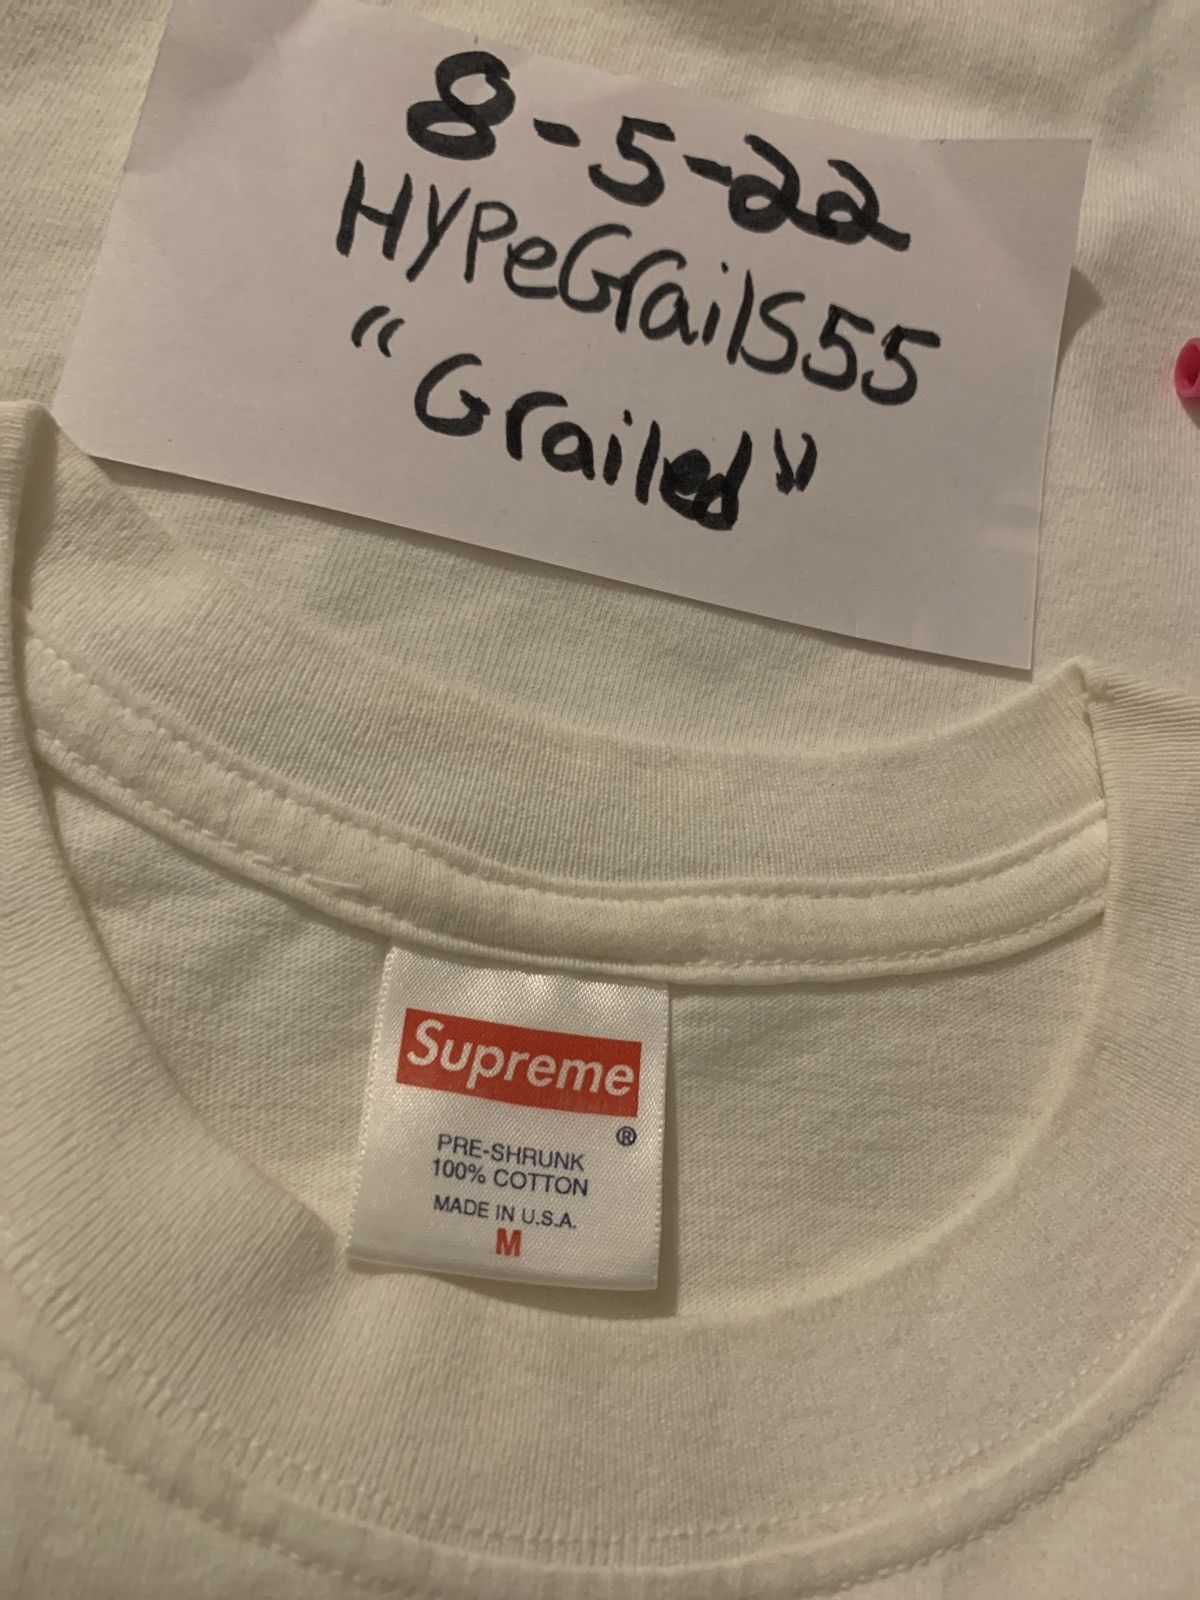 8-5-22
HYPeGrailS55
"Grailed"
Supreme
®
PRE-SHRUNK
100% COTTON
MADE IN U.S.A.
M